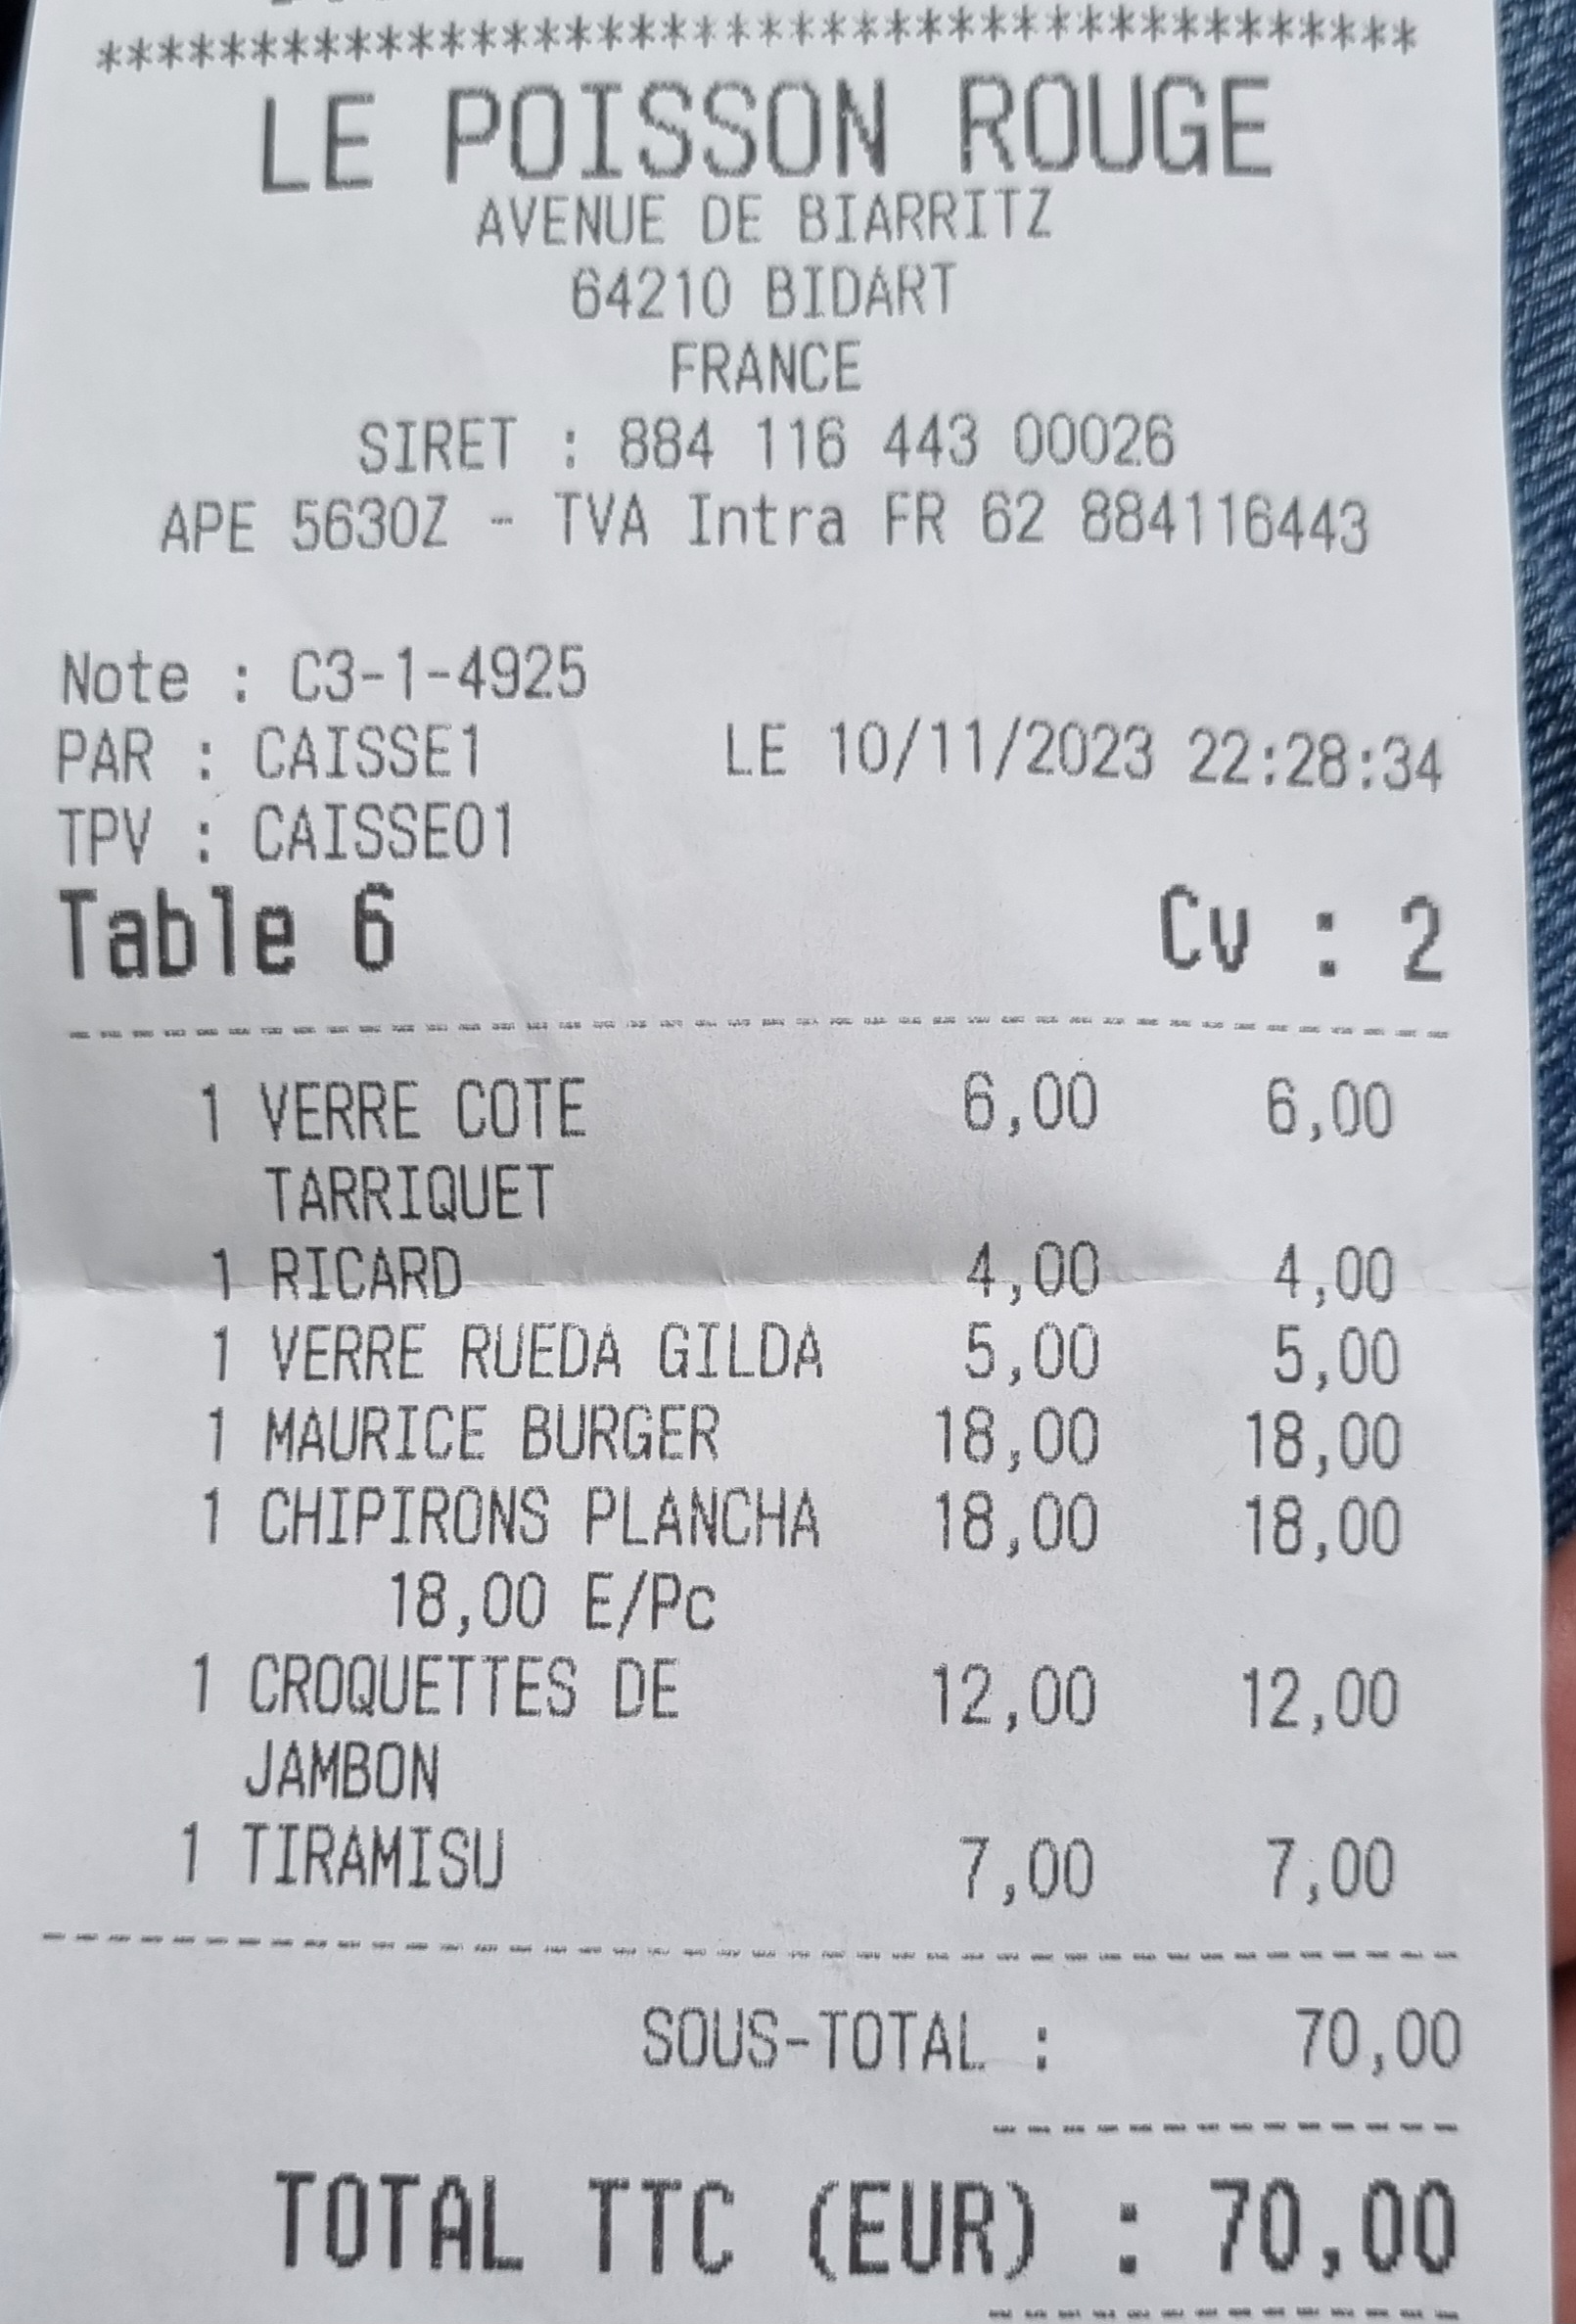 ******************************************
LE POISSON ROUGE
AVENUE DE BIARRITZ
64210 BIDART
FRANCE
SIRET : 884 116 443 00026
APE 5630Z - TVA Intra FR 62 884116443
Note : C3-1-4925
PAR : CAISSE1 LE 10/11/2023 22:28:34
TPV : CAISSE01
Table 6 Cv : 2
1 VERRE COTE 6,00 6,00
TARRIQUET
1 RICARD 4,00 4,00
1 VERRE RUEDA GILDA 5,00 5,00
1 MAURICE BURGER 18,00 18,00
1 CHIPIRONS PLANCHA 18,00 18,00
18,00 E/Pc
1 CROQUETTES DE 12,00 12,00
JAMBON
1 TIRAMISU 7,00 7,00
SOUS-TOTAL : 70,00
TOTAL TTC (EUR) : 70,00